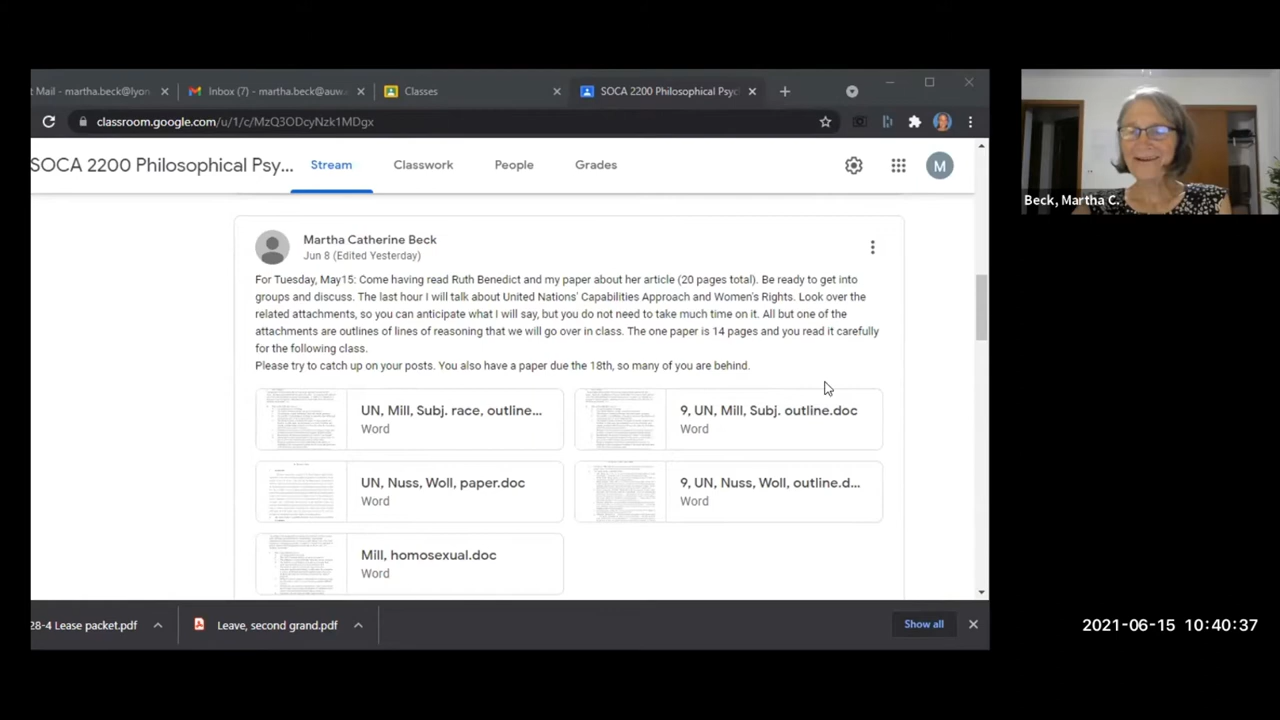 t Mail - martha.beck@lyon
Inbox (7) - martha.beck@auw.
Classes
SOCA 2200 Philosophical Psyc
classroom.google.com/u/1/c/MzQ3ODcyNzk1MDgx
SOCA 2200 Philosophical Psy...
Stream
Classwork
People
Grades
M
Martha Catherine Beck
Jun 8 (Edited Yesterday)
For Tuesday, May15: Come having read Ruth Benedict and my paper about her article (20 pages total). Be ready to get into
groups and discuss. The last hour I will talk about United Nations' Capabilities Approach and Women's Rights. Look over the
related attachments, so you can anticipate what I will say, but you do not need to take much time on it. All but one of the
attachments are outlines of lines of reasoning that we will go over in class. The one paper is 14 pages and you read it carefully
for the following class.
Please try to catch up on your posts. You also have a paper due the 18th, so many of you are behind.
UN, Mill, Subj. race, outline...
Word
9, UN, Mill, Subj. outline.doc
Word
UN, Nuss, Woll, paper.doc
Word
9, UN, Nuss, Woll, outline.d...
Word
Mill, homosexual.doc
Word
28-4 Lease packet.pdf
Leave, second grand.pdf
Show all
Beck, Martha C.
2021-06-15 10:40:37